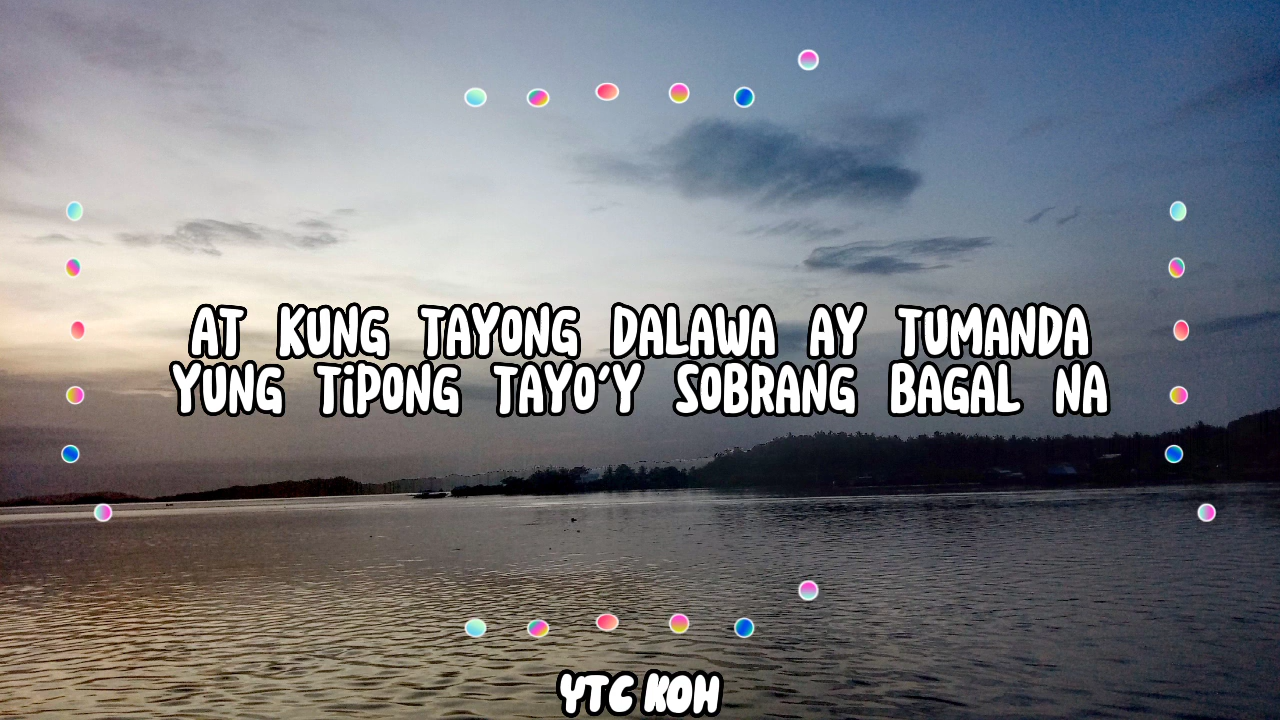 AT KUNG TAYONG DALAWA AY TUMANDA
YUNG TiPONG TAYO'Y SOBRANG BAGAL NA
YTC KOH